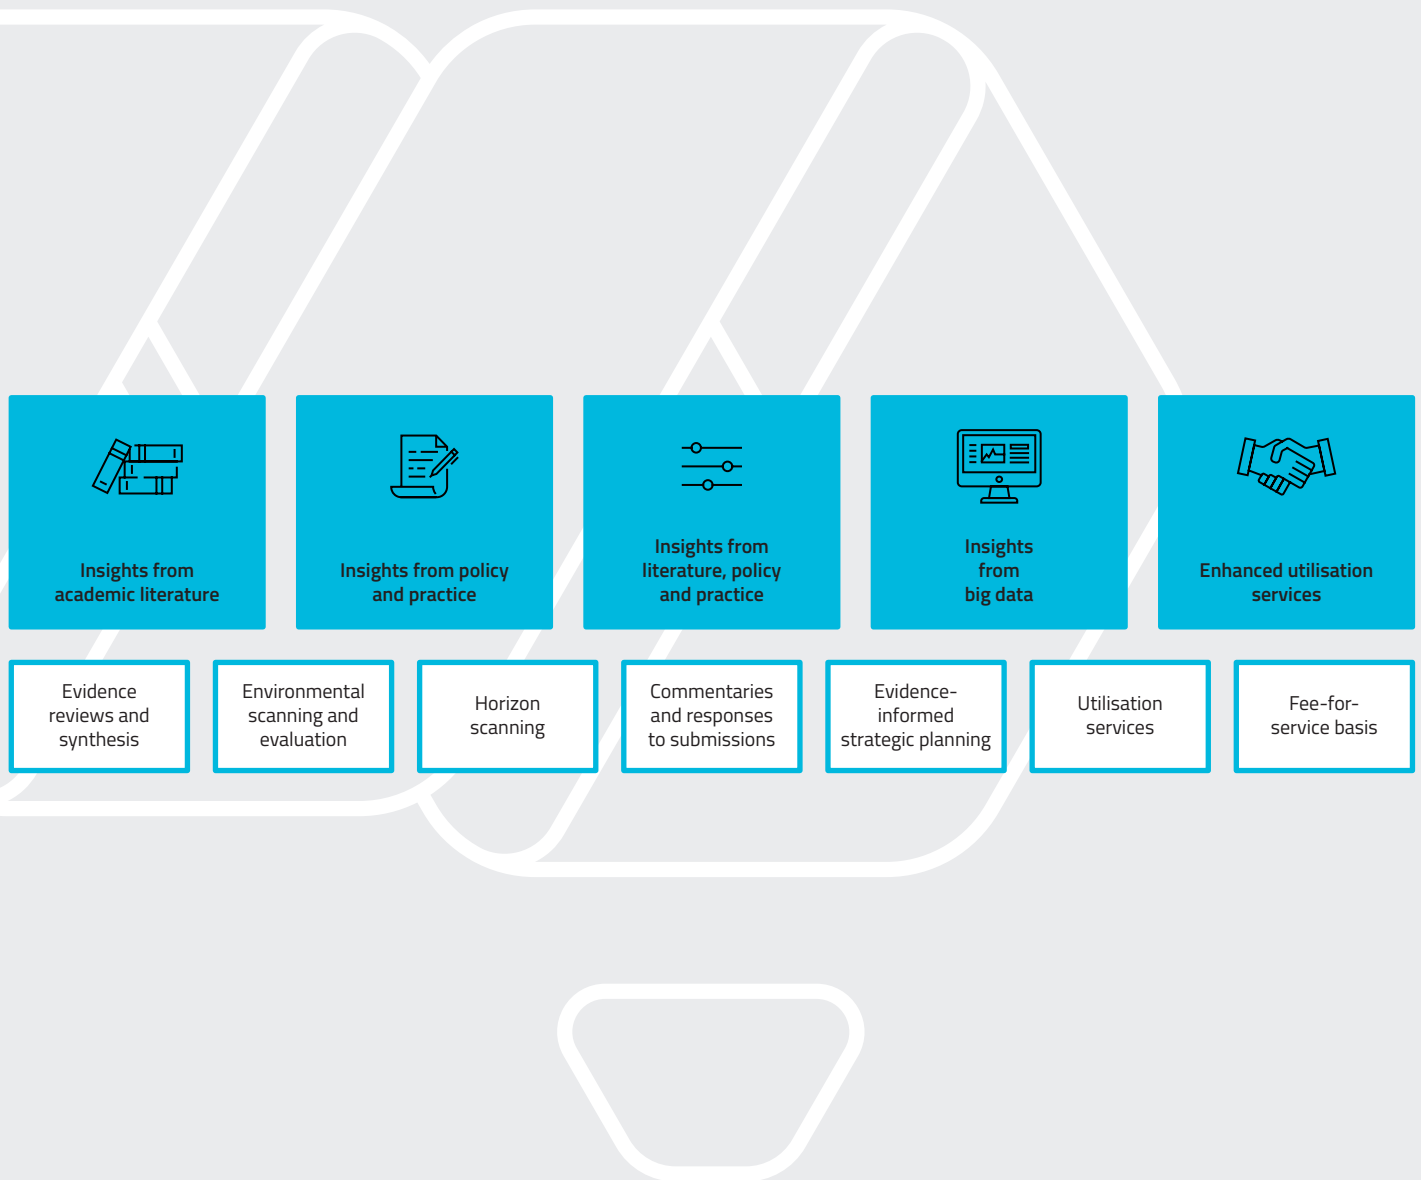 Insights from
academic literature
Insights from policy
and practice
Insights from
literature, policy
and practice
Insights
from
big data
Enhanced utilisation
services
Evidence
reviews and
synthesis
Environmental
scanning and
evaluation
Horizon
scanning
Commentaries
and responses
to submissions
Evidence-
informed
strategic planning
Utilisation
services
Fee-for-
service basis